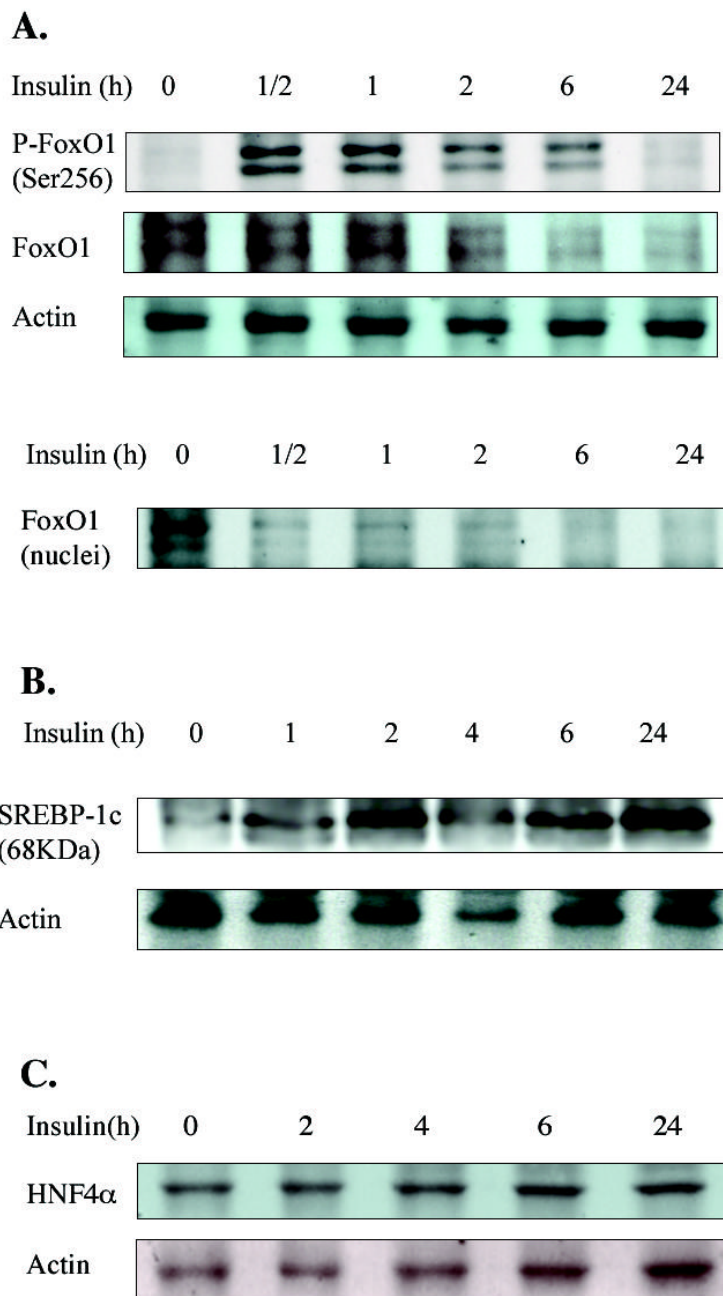 A.
Insulin (h) 0 1/2 1 2 6 24
P-FoxO1
(Ser256)
FoxO1
Actin
Insulin (h) 0 1/2 1 2 6 24
FoxO1
(nuclei)
B.
Insulin (h) 0 1 2 4 6 24
SREBP-1c
(68KDa)
Actin
C.
Insulin(h) 0 2 4 6 24
HNF4α
Actin